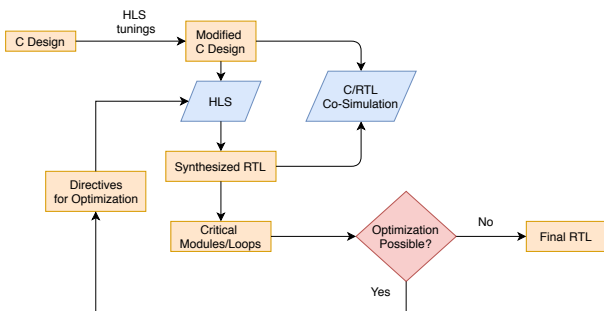 HLS
tunings
C Design
Modified
C Design
HLS
C/RTL
Co-Simulation
Synthesized RTL
Directives
for Optimization
Critical
Modules/Loops
Optimization
Possible?
No
Final RTL
Yes